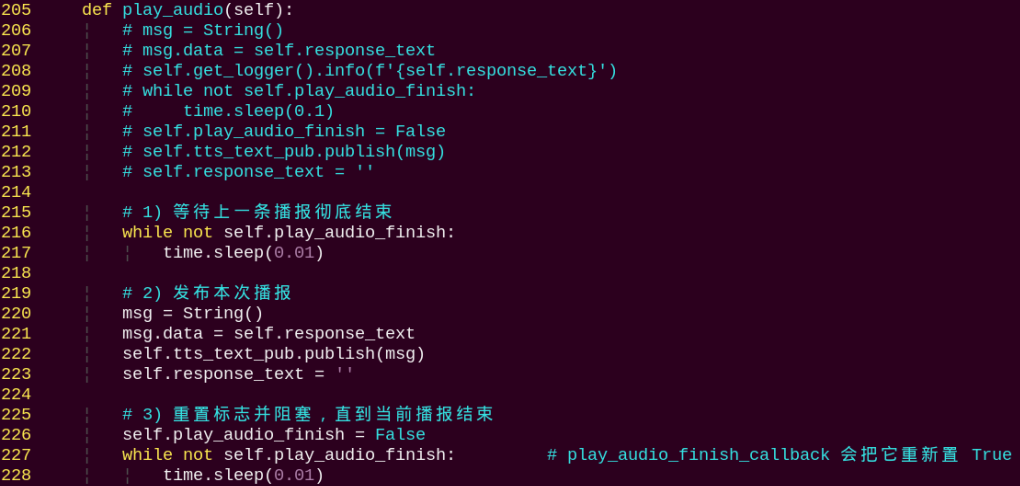 205     def play_audio(self):
206         # msg = String()
207         # msg.data = self.response_text
208         # self.get_logger().info(f'{self.response_text}')
209         # while not self.play_audio_finish:
210         #     time.sleep(0.1)
211         # self.play_audio_finish = False
212         # self.tts_text_pub.publish(msg)
213         # self.response_text = ''
214
215         # 1) 等待上一条播报彻底结束
216         while not self.play_audio_finish:
217             time.sleep(0.01)
218
219         # 2) 发布本次播报
220         msg = String()
221         msg.data = self.response_text
222         self.tts_text_pub.publish(msg)
223         self.response_text = ''
224
225         # 3) 重置标志并阻塞，直到当前播报结束
226         self.play_audio_finish = False
227         while not self.play_audio_finish:         # play_audio_finish_callback 会把它重新置 True
228             time.sleep(0.01)